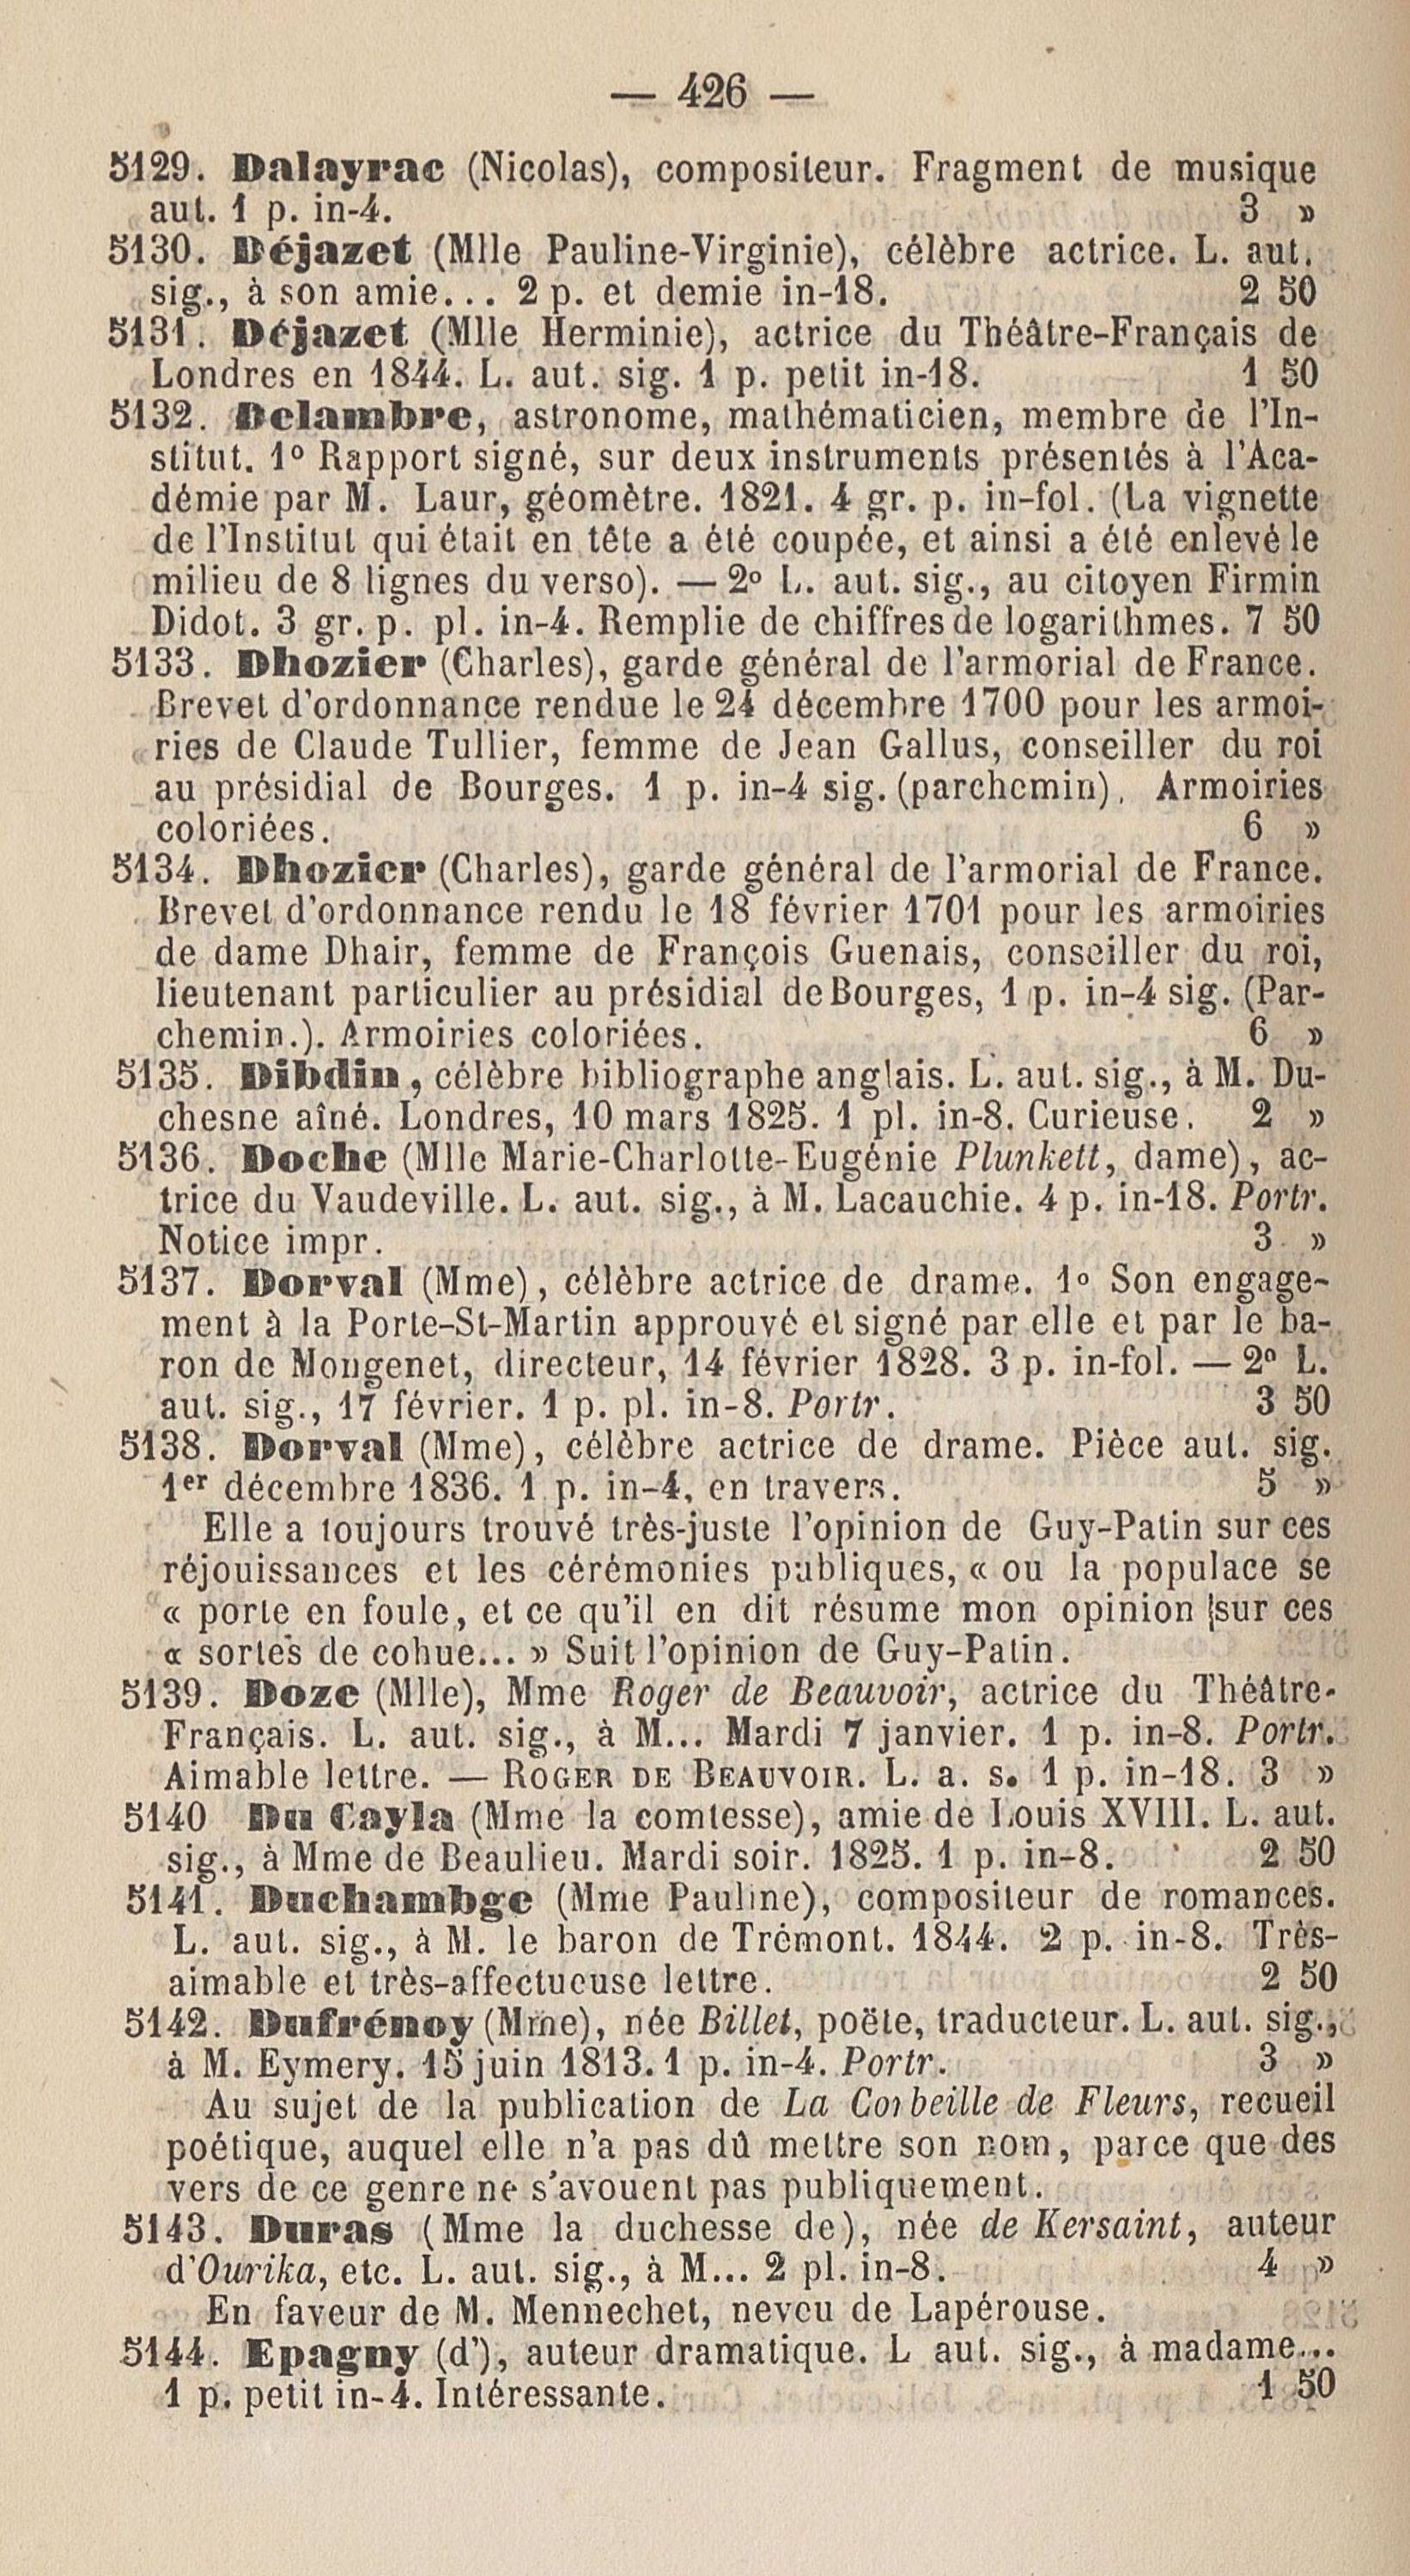 — 426 —
5129. Dalayrac (Nicolas), compositeur. Fragment de musique
aut. 1 p. in-4. 3 »
5130. Déjazet (Mlle Pauline-Virginie), célèbre actrice. L. aut.
sig., à son amie... 2 p. et demie in-18. 2 50
5131. Déjazet (Mlle Herminie), actrice du Théâtre-Français de
Londres en 1844. L. aut. sig. 1 p. petit in-18. 1 50
5132. Delambre, astronome, mathématicien, membre de l'In-
stitut. 1º Rapport signé, sur deux instruments présentés à l'Aca-
démie par M. Laur, géomètre. 1821. 4 gr. p. in-fol. (La vignette
de l'Institut qui était en tête a été coupée, et ainsi a été enlevé le
milieu de 8 lignes du verso). — 2º L. aut. sig., au citoyen Firmin
Didot. 3 gr. p. pl. in-4. Remplie de chiffres de logarithmes. 7 50
5133. Dhozier (Charles), garde général de l'armorial de France.
Brevet d'ordonnance rendue le 24 décembre 1700 pour les armoi-
ries de Claude Tullier, femme de Jean Gallus, conseiller du roi
au présidial de Bourges. 1 p. in-4 sig. (parchemin). Armoiries
coloriées. 6 »
5134. Dhozier (Charles), garde général de l'armorial de France.
Brevet d'ordonnance rendu le 18 février 1701 pour les armoiries
de dame Dhair, femme de François Guenais, conseiller du roi,
lieutenant particulier au présidial de Bourges, 1 p. in-4 sig. (Par-
chemin.). Armoiries coloriées. 6 »
5135. Dibdin, célèbre bibliographe anglais. L. aut. sig., à M. Du-
chesne aîné. Londres, 10 mars 1825. 1 pl. in-8. Curieuse. 2 »
5136. Doche (Mlle Marie-Charlotte-Eugénie Plunkett, dame), ac-
trice du Vaudeville. L. aut. sig., à M. Lacauchie. 4 p. in-18. Portr.
Notice impr. 3 »
5137. Dorval (Mme), célèbre actrice de drame. 1º Son engage-
ment à la Porte-St-Martin approuvé et signé par elle et par le ba-
ron de Mongenet, directeur, 14 février 1828. 3 p. in-fol. — 2º L.
aut. sig., 17 février. 1 p. pl. in-8. Portr. 3 50
5138. Dorval (Mme), célèbre actrice de drame. Pièce aut. sig.
1er décembre 1836. 1 p. in-4, en travers. 5 »
Elle a toujours trouvé très-juste l'opinion de Guy-Patin sur ces
réjouissances et les cérémonies publiques, « ou la populace se
« porte en foule, et ce qu'il en dit résume mon opinion sur ces
« sortes de cohue... » Suit l'opinion de Guy-Patin.
5139. Doze (Mlle), Mme Roger de Beauvoir, actrice du Théâtre-
Français. L. aut. sig., à M... Mardi 7 janvier. 1 p. in-8. Portr.
Aimable lettre. — ROGER DE BEAUVOIR. L. a. s. 1 p. in-18. 3 »
5140 Du Cayla (Mme la comtesse), amie de Louis XVIII. L. aut.
sig., à Mme de Beaulieu. Mardi soir. 1825. 1 p. in-8. 2 50
5141. Duchambge (Mme Pauline), compositeur de romances.
L. aut. sig., à M. le baron de Trémont. 1844. 2 p. in-8. Très-
aimable et très-affectueuse lettre. 2 50
5142. Dufrénoy (Mme), née Billet, poëte, traducteur. L. aut. sig.,
à M. Eymery. 15 juin 1813. 1 p. in-4. Portr. 3 »
Au sujet de la publication de La Corbeille de Fleurs, recueil
poétique, auquel elle n'a pas dû mettre son nom, parce que des
vers de ce genre ne s'avouent pas publiquement.
5143. Duras (Mme la duchesse de), née de Kersaint, auteur
d'Ourika, etc. L. aut. sig., à M... 2 pl. in-8. 4 »
En faveur de M. Mennechet, neveu de Lapérouse.
5144. Epagny (d'), auteur dramatique. L aut. sig., à madame...
1 p. petit in-4. Intéressante. 1 50